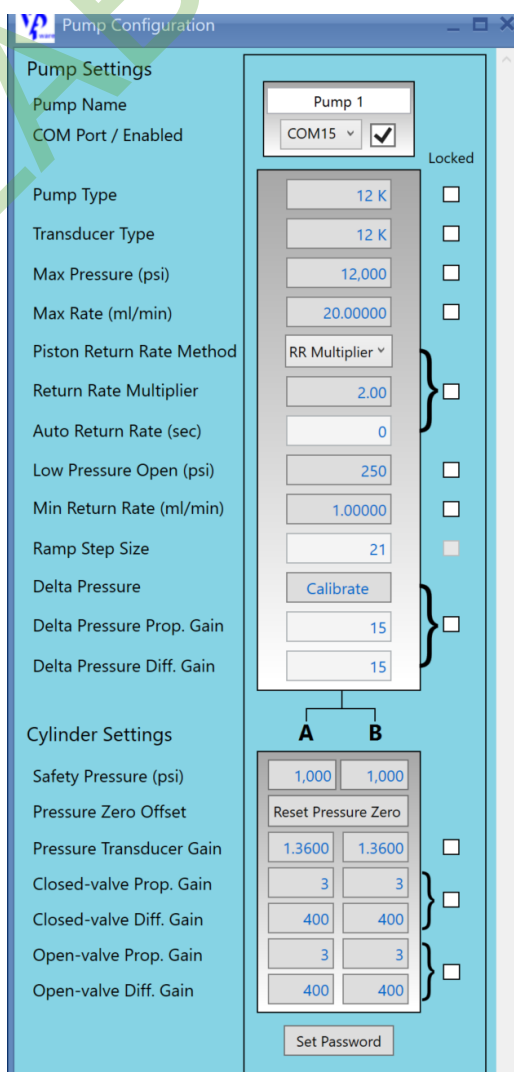 Pump Configuration
Pump Settings
Pump Name Pump 1
COM Port / Enabled COM15
Locked
Pump Type 12 K
Transducer Type 12 K
Max Pressure (psi) 12,000
Max Rate (ml/min) 20.00000
Piston Return Rate Method RR Multiplier
Return Rate Multiplier 2.00
Auto Return Rate (sec) 0
Low Pressure Open (psi) 250
Min Return Rate (ml/min) 1.00000
Ramp Step Size 21
Delta Pressure Calibrate
Delta Pressure Prop. Gain 15
Delta Pressure Diff. Gain 15
A B
Cylinder Settings
Safety Pressure (psi) 1,000 1,000
Pressure Zero Offset Reset Pressure Zero
Pressure Transducer Gain 1.3600 1.3600
Closed-valve Prop. Gain 3 3
Closed-valve Diff. Gain 400 400
Open-valve Prop. Gain 3 3
Open-valve Diff. Gain 400 400
Set Password